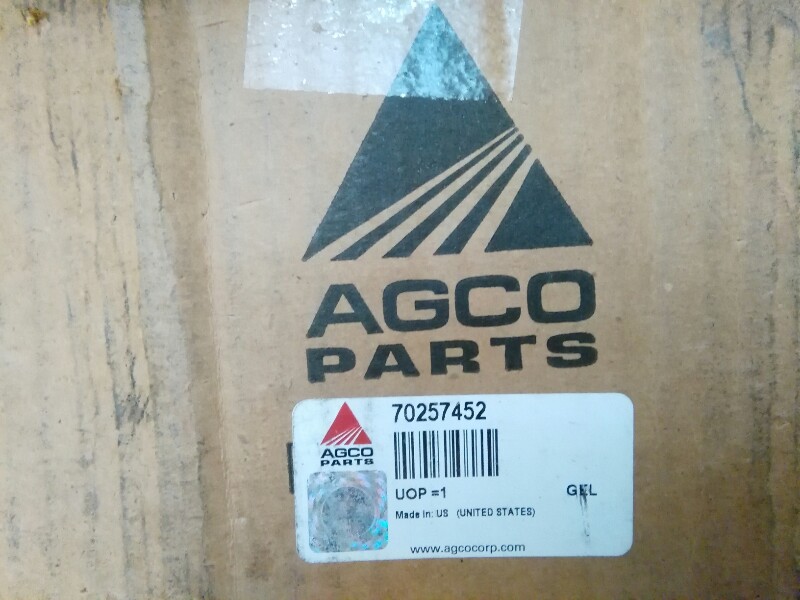 AGCO
PARTS
70257452
AGCO
PARTS
UOP =1
GEL
Made in: US (UNITED STATES)
www.agcocorp.com